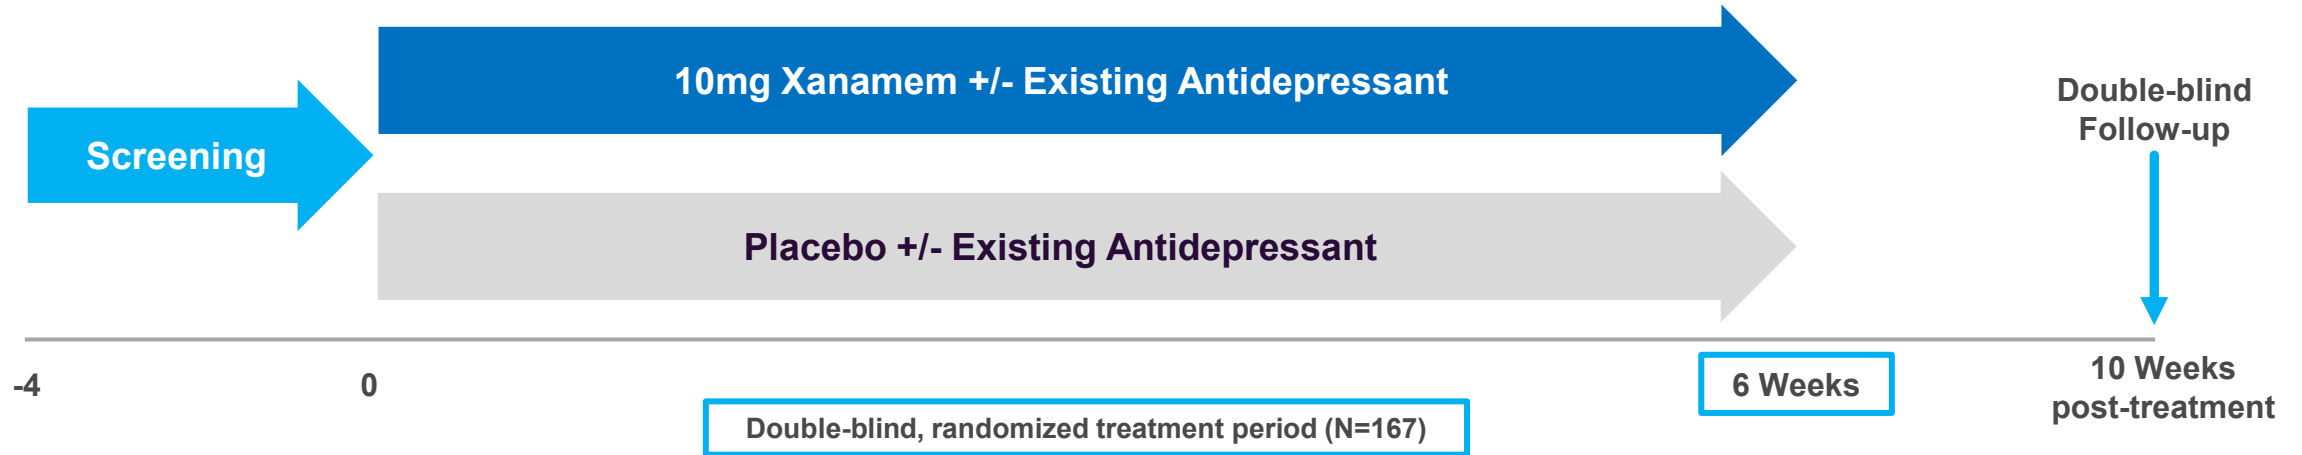 10mg Xanamem +/- Existing Antidepressant
Screening
Placebo +/- Existing Antidepressant
Double-blind
Follow-up
-4
0
6 Weeks
10 Weeks
post-treatment
Double-blind, randomized treatment period (N=167)